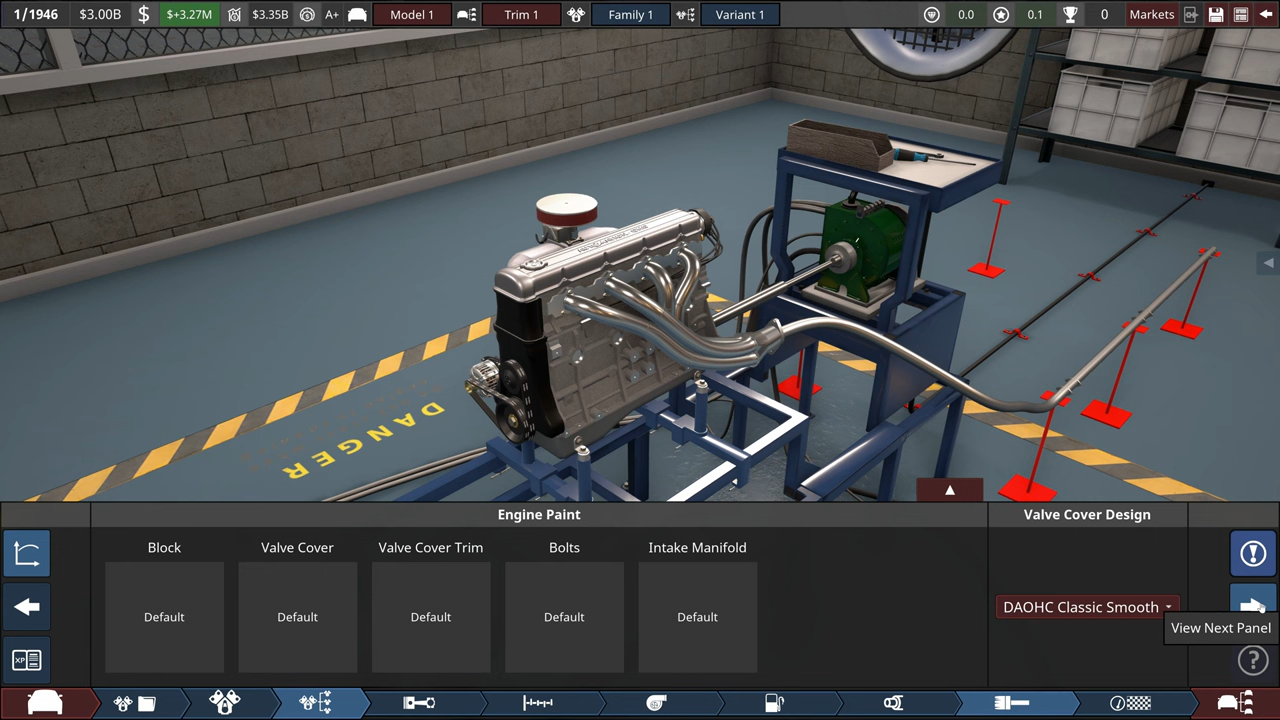 1/1946 $3.00B $+3.27M $3.35B A+ Model 1 Trim 1 Family 1 Variant 1 0.0 0.1 0 Markets
DANGER
Engine Paint
Valve Cover Design
Block Valve Cover Valve Cover Trim Bolts Intake Manifold
Default Default Default Default Default
DAOHC Classic Smooth
View Next Panel
XP
?